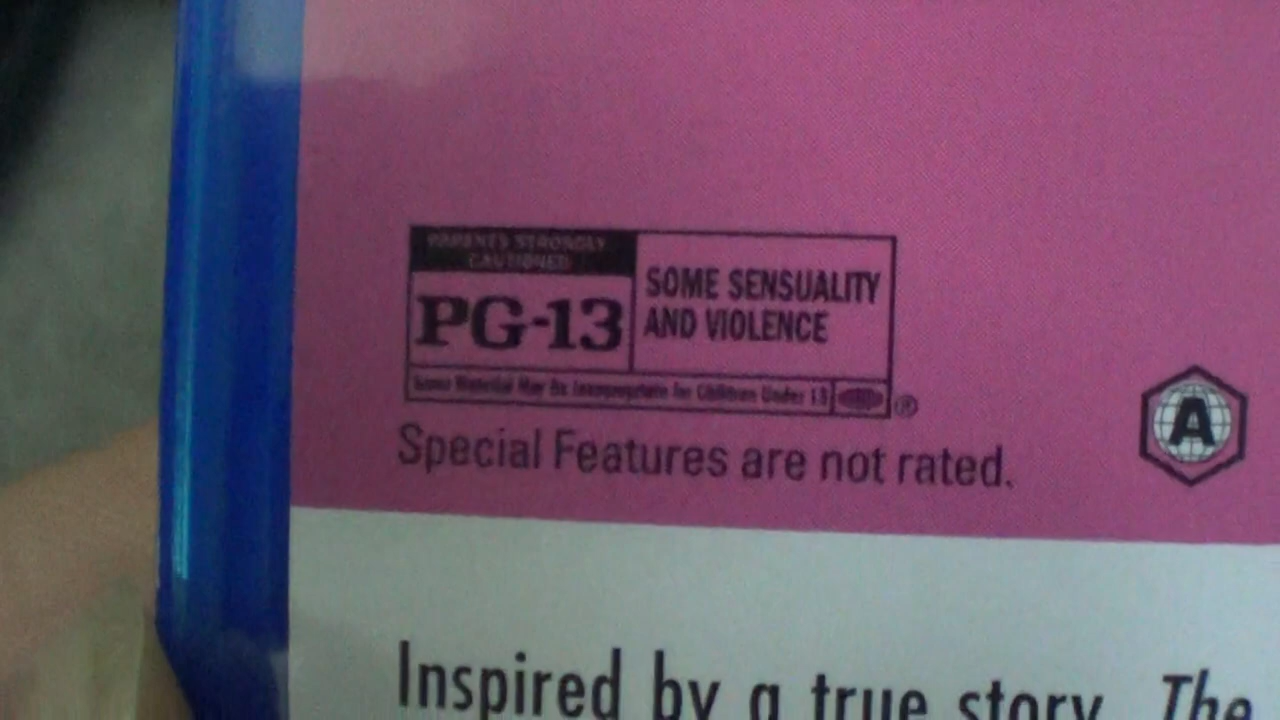 PARENTS STRONGLY
CAUTIONED
PG-13
SOME SENSUALITY
AND VIOLENCE
Some Material May Be Inappropriate for Children Under 13
®
Special Features are not rated.
A
Inspired by a true story, The